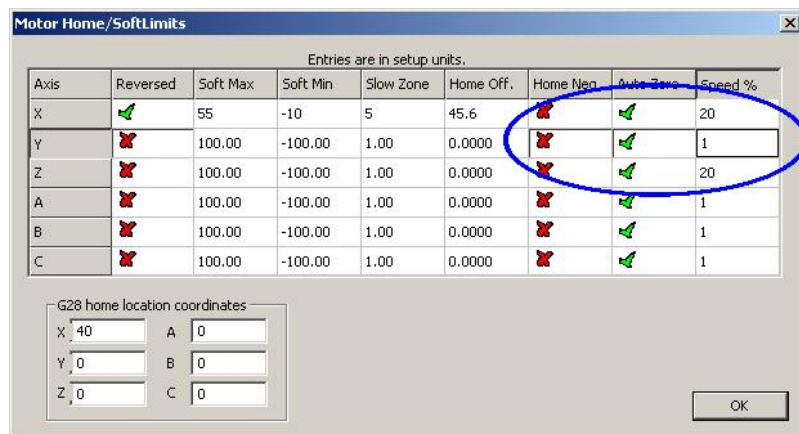 Motor Home/SoftLimits
Entries are in setup units.
Axis Reversed Soft Max Soft Min Slow Zone Home Off. Home Neg Auto Zero Speed %
X 55 -10 5 45.6 20
Y 100.00 -100.00 1.00 0.0000 1
Z 100.00 -100.00 1.00 0.0000 20
A 100.00 -100.00 1.00 0.0000 1
B 100.00 -100.00 1.00 0.0000 1
C 100.00 -100.00 1.00 0.0000 1
G28 home location coordinates
X 40 A 0
Y 0 B 0
Z 0 C 0
OK